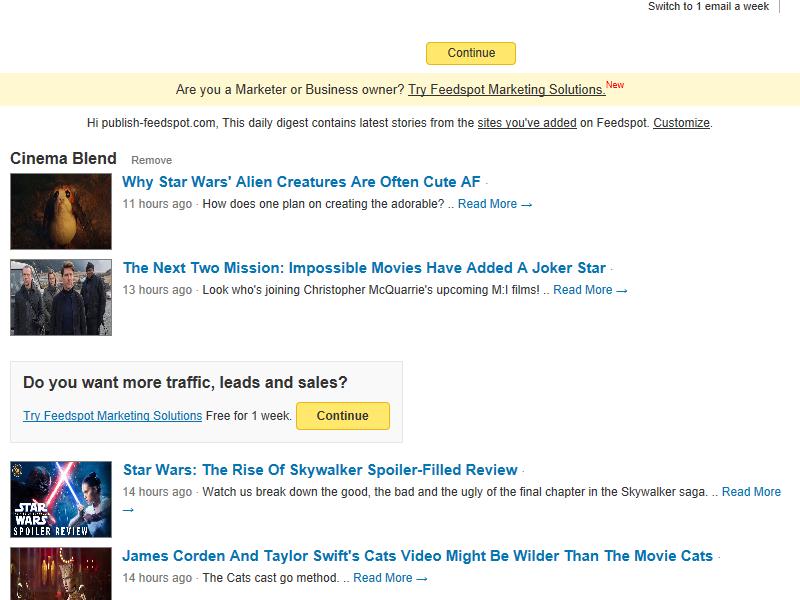 Switch to 1 email a week
Continue
Are you a Marketer or Business owner? Try Feedspot Marketing Solutions.New
Hi publish-feedspot.com, This daily digest contains latest stories from the sites you've added on Feedspot. Customize.
Cinema Blend Remove
Why Star Wars' Alien Creatures Are Often Cute AF ·
11 hours ago · How does one plan on creating the adorable? .. Read More →
The Next Two Mission: Impossible Movies Have Added A Joker Star ·
13 hours ago · Look who's joining Christopher McQuarrie's upcoming M:I films! .. Read More →
Do you want more traffic, leads and sales?
Try Feedspot Marketing Solutions Free for 1 week. Continue
Star Wars: The Rise Of Skywalker Spoiler-Filled Review ·
14 hours ago · Watch us break down the good, the bad and the ugly of the final chapter in the Skywalker saga. .. Read More
→
STAR
WARS
SPOILER REVIEW
James Corden And Taylor Swift's Cats Video Might Be Wilder Than The Movie Cats ·
14 hours ago · The Cats cast go method. .. Read More →